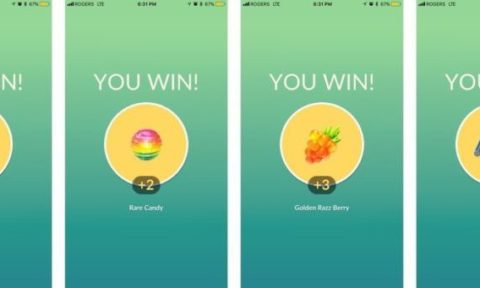 67%
ROGERS LTE 6:31 PM 67%
ROGERS LTE 6:31 PM 67%
ROGERS LTE
N!
YOU WIN!
YOU WIN!
YOU
+2
+3
Rare Candy
Golden Razz Berry